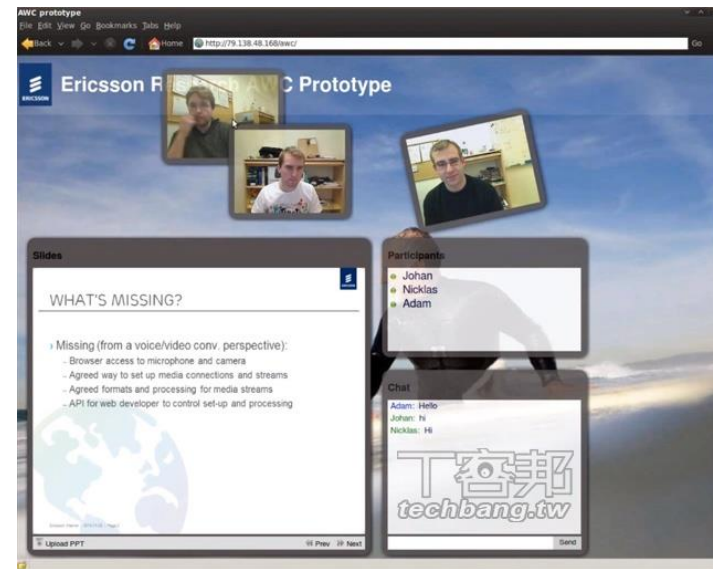 AWC prototype
File Edit View Go Bookmarks Tabs Help
Back Home http://79.138.48.168/awc/ Go
ERICSSON
Ericsson R AWC Prototype
Slides
WHAT'S MISSING?
› Missing (from a voice/video conv. perspective):
– Browser access to microphone and camera
– Agreed way to set up media connections and streams
– Agreed formats and processing for media streams
– API for web developer to control set-up and processing
Upload PPT Prev Next
Participants
Johan
Nicklas
Adam
Chat
Adam: Hello
Johan: hi
Nicklas: Hi
T客邦
techbang.tw
Send